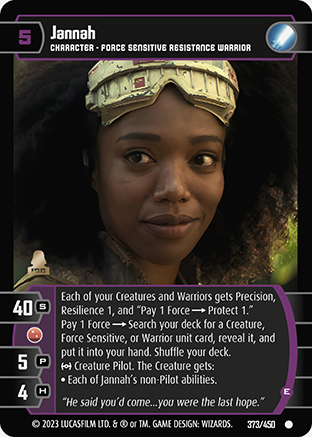 5
Jannah
CHARACTER - FORCE SENSITIVE RESISTANCE WARRIOR
40 S
5 P
4 H
Each of your Creatures and Warriors gets Precision,
Resilience 1, and “Pay 1 Force → Protect 1.”
Pay 1 Force → Search your deck for a Creature,
Force Sensitive, or Warrior unit card, reveal it, and
put it into your hand. Shuffle your deck.
Creature Pilot. The Creature gets:
• Each of Jannah's non-Pilot abilities.
E
“He said you'd come...you were the last hope.”
© 2023 LUCASFILM LTD. & ® or TM. GAME DESIGN: WIZARDS. 373/450